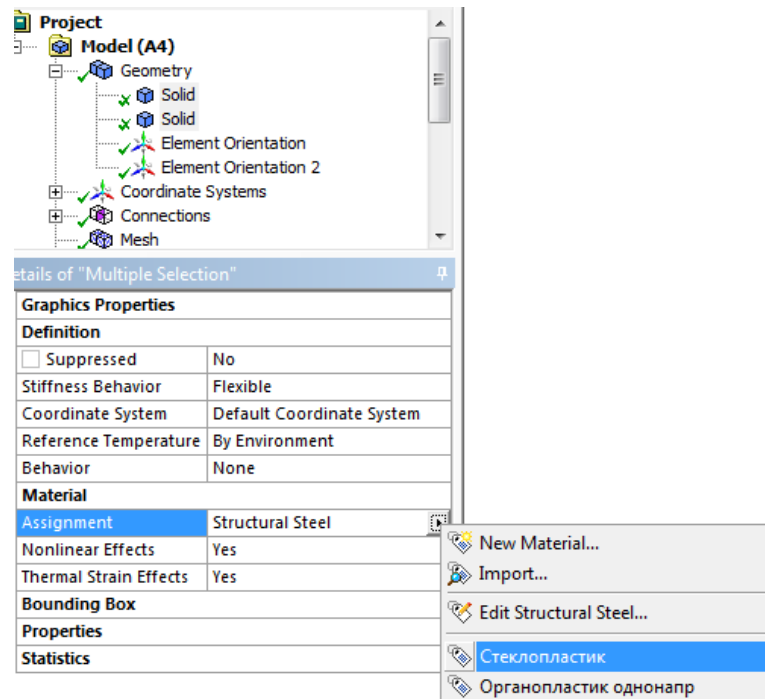 Project
Model (A4)
Geometry
Solid
Solid
Element Orientation
Element Orientation 2
Coordinate Systems
Connections
Mesh
etails of "Multiple Selection"
Graphics Properties
Definition
Suppressed No
Stiffness Behavior Flexible
Coordinate System Default Coordinate System
Reference Temperature By Environment
Behavior None
Material
Assignment Structural Steel
Nonlinear Effects Yes
Thermal Strain Effects Yes
Bounding Box
Properties
Statistics
New Material...
Import...
Edit Structural Steel...
Стеклопластик
Органопластик однонапр